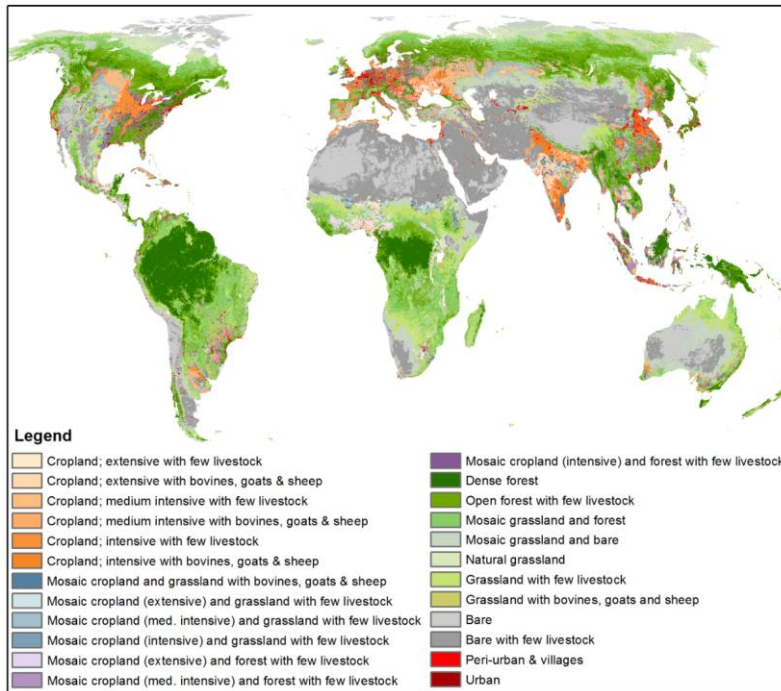 Legend
Cropland; extensive with few livestock
Cropland; extensive with bovines, goats & sheep
Cropland; medium intensive with few livestock
Cropland; medium intensive with bovines, goats & sheep
Cropland; intensive with few livestock
Cropland; intensive with bovines, goats & sheep
Mosaic cropland and grassland with bovines, goats & sheep
Mosaic cropland (extensive) and grassland with few livestock
Mosaic cropland (med. intensive) and grassland with few livestock
Mosaic cropland (intensive) and grassland with few livestock
Mosaic cropland (extensive) and forest with few livestock
Mosaic cropland (med. intensive) and forest with few livestock
Mosaic cropland (intensive) and forest with few livestock
Dense forest
Open forest with few livestock
Mosaic grassland and forest
Mosaic grassland and bare
Natural grassland
Grassland with few livestock
Grassland with bovines, goats and sheep
Bare
Bare with few livestock
Peri-urban & villages
Urban